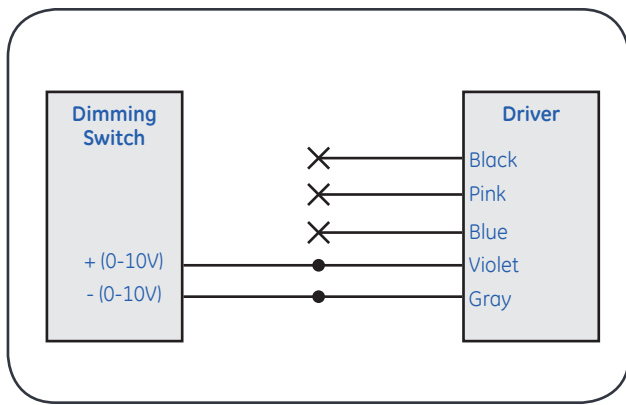 Dimming
Switch
+ (0-10V)
- (0-10V)
Driver
Black
Pink
Blue
Violet
Gray